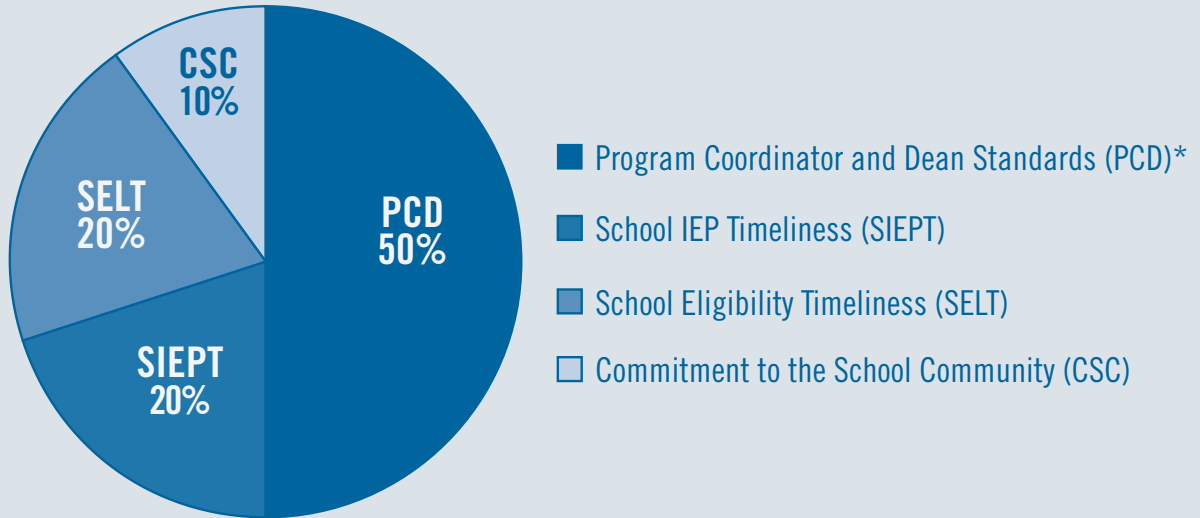 CSC
10%
SELT
20%
PCD
50%
SIEPT
20%
Program Coordinator and Dean Standards (PCD)*
School IEP Timeliness (SIEPT)
School Eligibility Timeliness (SELT)
Commitment to the School Community (CSC)